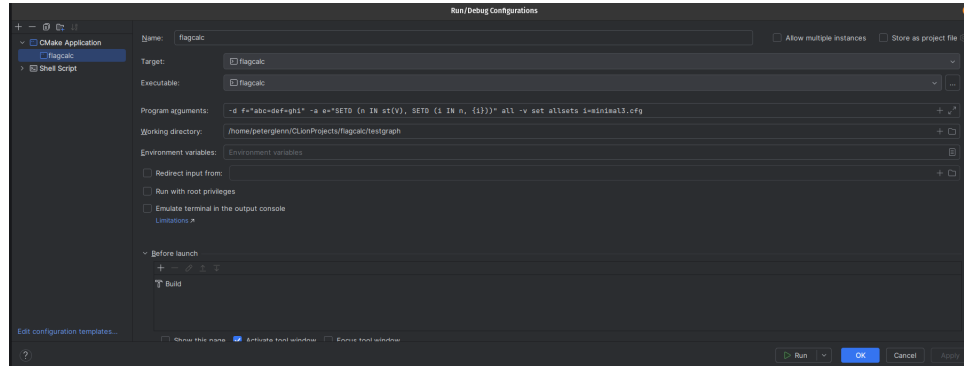 Run/Debug Configurations
CMake Application
flagcalc
Shell Script
Name: flagcalc
Allow multiple instances
Store as project file
Target: flagcalc
Executable: flagcalc
Program arguments: -d f="abc=def=ghi" -a e="SETD (n IN st(V), SETD (i IN n, {i}))" all -v set allsets i=minimal3.cfg
Working directory: /home/peterglenn/CLionProjects/flagcalc/testgraph
Environment variables: Environment variables
Redirect input from:
Run with root privileges
Emulate terminal in the output console
Limitations ↗
Before launch
Build
Show this page
Activate tool window
Focus tool window
Edit configuration templates...
?
Run
OK
Cancel
Apply